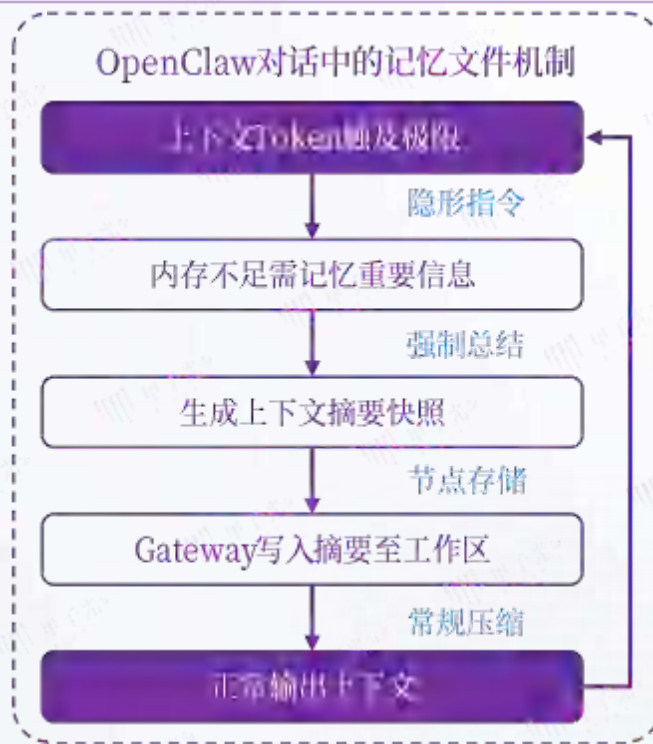 OpenClaw对话中的记忆文件机制
上下文Token触及极限
隐形指令
内存不足需记忆重要信息
强制总结
生成上下文摘要快照
节点存储
Gateway写入摘要至工作区
常规压缩
正常输出上下文